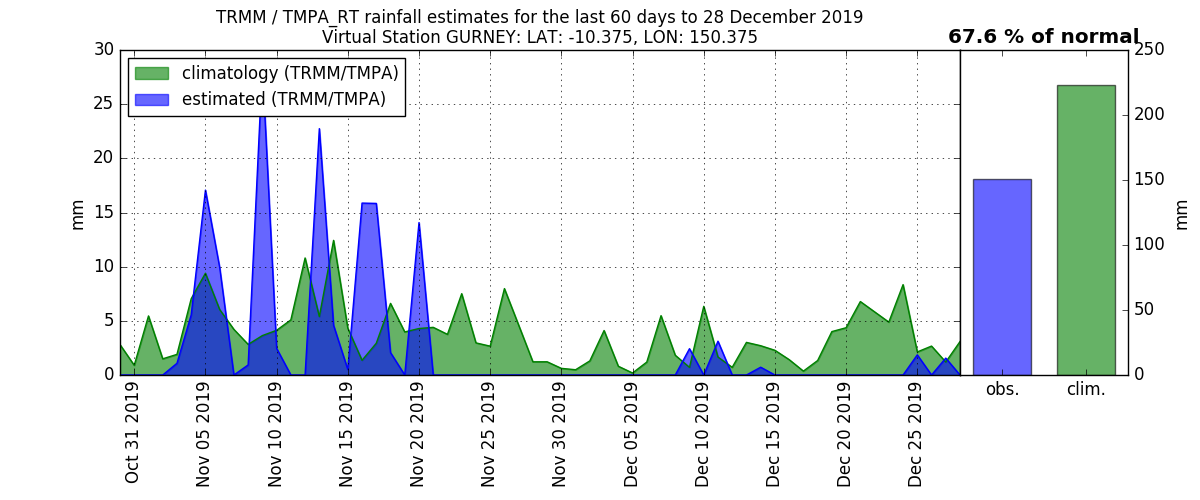 TRMM / TMPA_RT rainfall estimates for the last 60 days to 28 December 2019
Virtual Station GURNEY: LAT: -10.375, LON: 150.375
67.6 % of normal
climatology (TRMM/TMPA)
estimated (TRMM/TMPA)
30
25
20
15
10
5
0
mm
250
200
150
100
50
0
mm
Oct 31 2019
Nov 05 2019
Nov 10 2019
Nov 15 2019
Nov 20 2019
Nov 25 2019
Nov 30 2019
Dec 05 2019
Dec 10 2019
Dec 15 2019
Dec 20 2019
Dec 25 2019
obs.
clim.